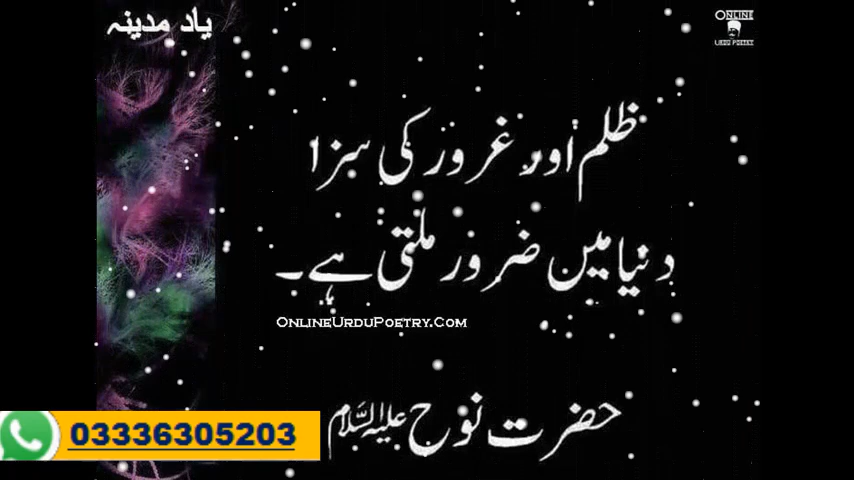 یاد مدینہ
ONLINE
URDU POETRY
ظلم اور غرور کی سزا
دنیا میں ضرور ملتی ہے۔
ONLINEURDUPOETRY.COM
حضرت نوح علیہ السلام
03336305203